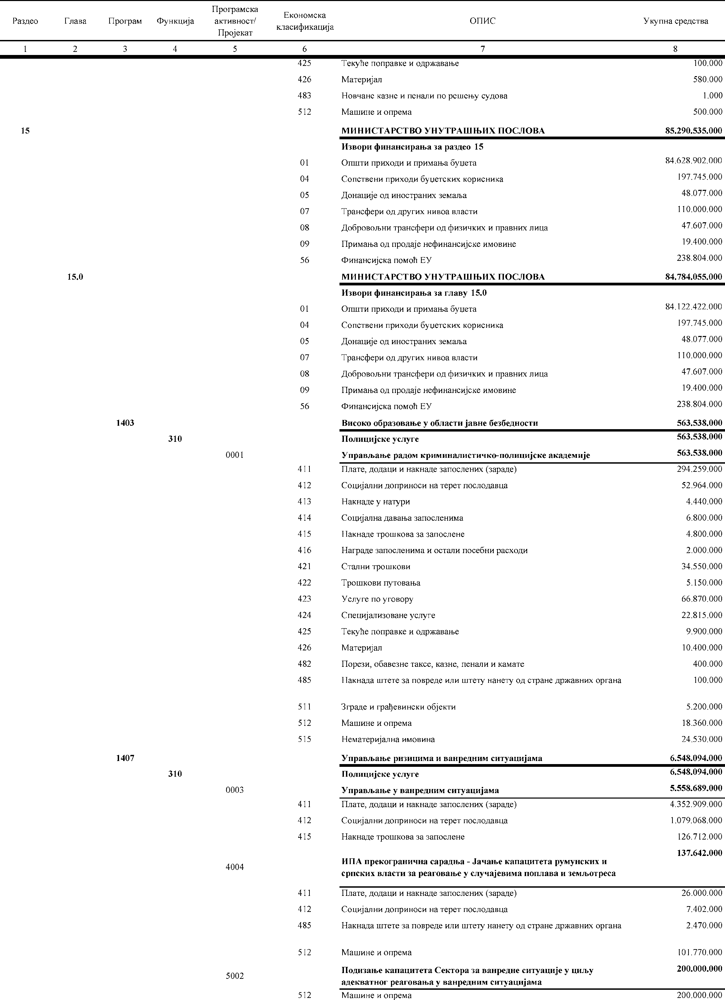 Раздео Глава Програм Функција Програмска активност/ Пројекат Економска класификација ОПИС Укупна средства
1 2 3 4 5 6 7 8
425 Текуће поправке и одржавање 100.000
426 Материјал 580.000
483 Новчане казне и пенали по решењу судова 1.000
512 Машине и опрема 500.000
15 МИНИСТАРСТВО УНУТРАШЊИХ ПОСЛОВА 85.290.535.000
Извори финансирања за раздео 15
01 Општи приходи и примања буџета 84.628.902.000
04 Сопствени приходи буџетских корисника 197.745.000
05 Донације од иностраних земаља 48.077.000
07 Трансфери од других нивоа власти 110.000.000
08 Добровољни трансфери од физичких и правних лица 47.607.000
09 Примања од продаје нефинансијске имовине 19.400.000
56 Финансијска помоћ ЕУ 238.804.000
15.0 МИНИСТАРСТВО УНУТРАШЊИХ ПОСЛОВА 84.784.055.000
Извори финансирања за главу 15.0
01 Општи приходи и примања буџета 84.122.422.000
04 Сопствени приходи буџетских корисника 197.745.000
05 Донације од иностраних земаља 48.077.000
07 Трансфери од других нивоа власти 110.000.000
08 Добровољни трансфери од физичких и правних лица 47.607.000
09 Примања од продаје нефинансијске имовине 19.400.000
56 Финансијска помоћ ЕУ 238.804.000
1403 Високо образовање у области јавне безбедности 563.538.000
310 Полицијске услуге 563.538.000
0001 Управљање радом криминалистичко-полицијске академије 563.538.000
411 Плате, додаци и накнаде запослених (зараде) 294.259.000
412 Социјални доприноси на терет послодавца 52.964.000
413 Накнаде у натури 4.440.000
414 Социјална давања запосленима 6.800.000
415 Накнаде трошкова за запослене 4.800.000
416 Награде запосленима и остали посебни расходи 2.000.000
421 Стални трошкови 34.550.000
422 Трошкови путовања 5.150.000
423 Услуге по уговору 66.870.000
424 Специјализоване услуге 22.815.000
425 Текуће поправке и одржавање 9.900.000
426 Материјал 10.400.000
482 Порези, обавезне таксе, казне, пенали и камате 400.000
485 Накнада штете за повреде или штету нанету од стране државних органа 100.000
511 Зграде и грађевински објекти 5.200.000
512 Машине и опрема 18.360.000
515 Нематеријална имовина 24.530.000
1407 Управљање ризицима и ванредним ситуацијама 6.548.094.000
310 Полицијске услуге 6.548.094.000
0003 Управљање у ванредним ситуацијама 5.558.689.000
411 Плате, додаци и накнаде запослених (зараде) 4.352.909.000
412 Социјални доприноси на терет послодавца 1.079.068.000
415 Накнаде трошкова за запослене 126.712.000
137.642.000
4004 ИПА прекогранична сарадња - Јачање капацитета румунских и
српских власти за реаговање у случајевима поплава и земљотреса
411 Плате, додаци и накнаде запослених (зараде) 26.000.000
412 Социјални доприноси на терет послодавца 7.402.000
485 Накнада штете за повреде или штету нанету од стране државних органа 2.470.000
512 Машине и опрема 101.770.000
5002 Подизање капацитета Сектора за ванредне ситуације у циљу 200.000.000
адекватног реаговања у ванредним ситуацијама
512 Машине и опрема 200.000.000